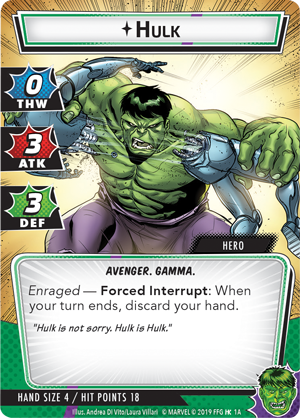 Hulk
0
THW
3
ATK
3
DEF
HERO
AVENGER. GAMMA.
Enraged — Forced Interrupt: When
your turn ends, discard your hand.
"Hulk is not sorry. Hulk is Hulk."
HAND SIZE 4 / HIT POINTS 18
Illus. Andrea Di Vito/Laura Villari © MARVEL © 2019 FFG HK 1A